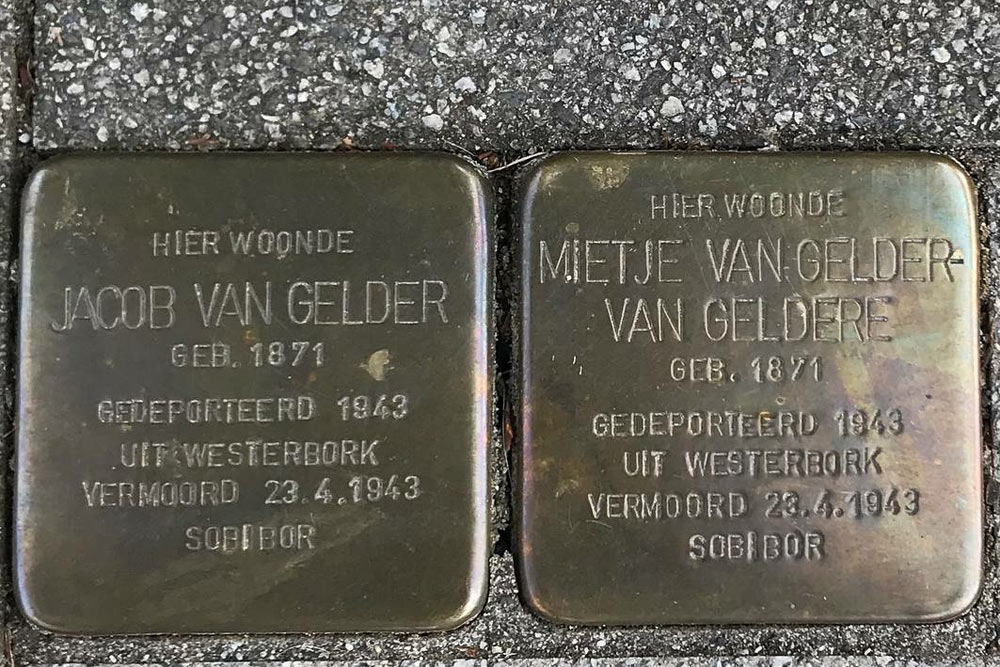 HIER WOONDE
JACOB VAN GELDER
GEB. 1871
GEDEPORTEERD 1943
UIT WESTERBORK
VERMOORD 23.4.1943
SOBIBOR
HIER WOONDE
MIETJE VAN GELDER-
VAN GELDERE
GEB. 1871
GEDEPORTEERD 1943
UIT WESTERBORK
VERMOORD 23.4.1943
SOBIBOR